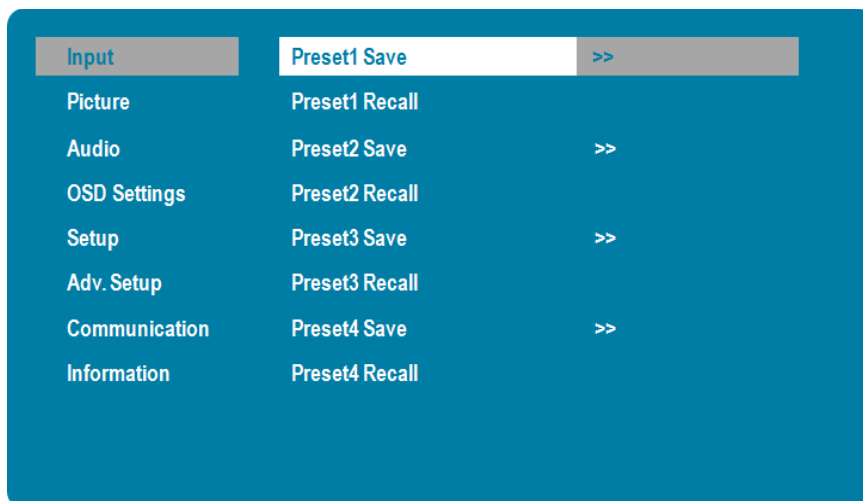 Input Preset1 Save >>
Picture Preset1 Recall
Audio Preset2 Save >>
OSD Settings Preset2 Recall
Setup Preset3 Save >>
Adv. Setup Preset3 Recall
Communication Preset4 Save >>
Information Preset4 Recall